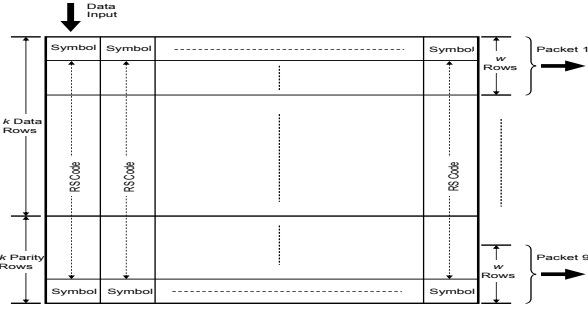 Data
Input
Symbol
Symbol
Symbol
w
Rows
Packet 1
k Data
Rows
RS Code
RS Code
RS Code
k Parity
Rows
w
Rows
Packet 9
Symbol
Symbol
Symbol